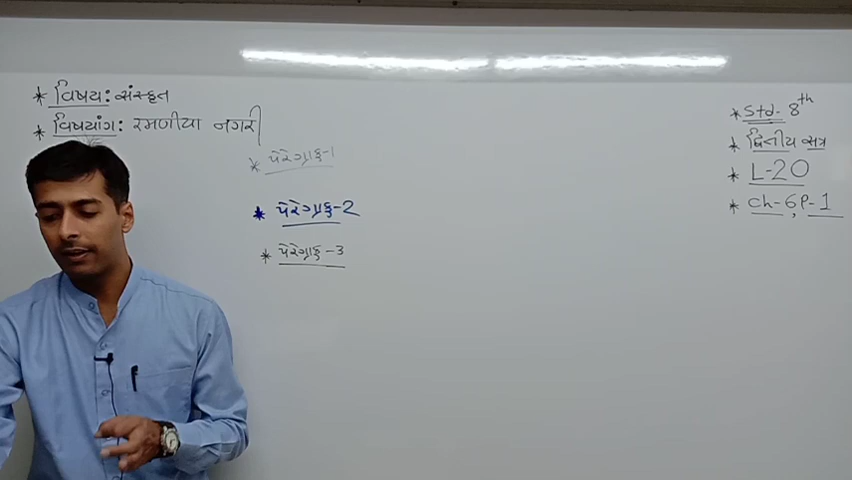 * વિષય: સંસ્કૃત
* વિષયાંગ: રમણીયા નગરી
* પેરેગ્રાફ-1
* પેરેગ્રાફ-2
* પેરેગ્રાફ-3
* Std- 8th
* દ્વિતીય સત્ર
* L-20
* Ch-6, P-1